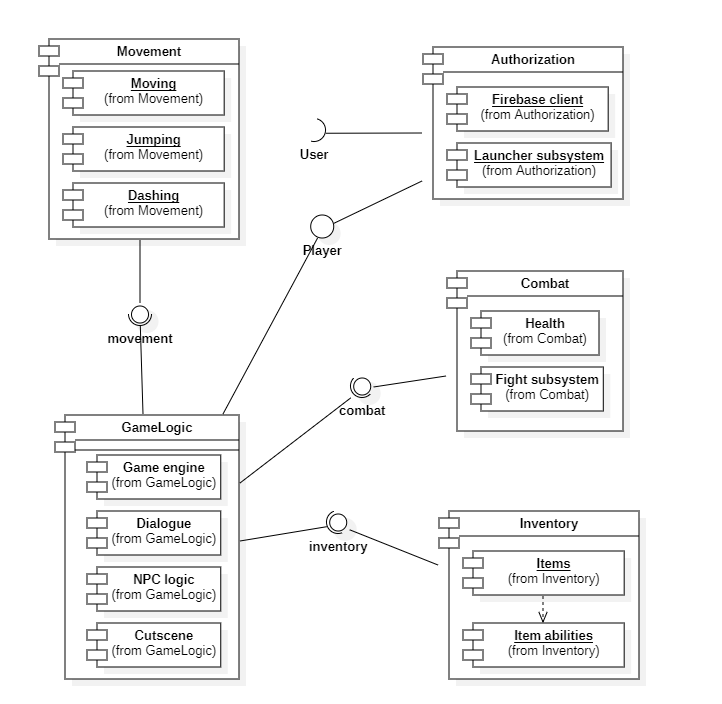 Movement
Moving
(from Movement)
Jumping
(from Movement)
Dashing
(from Movement)
movement
Authorization
Firebase client
(from Authorization)
Launcher subsystem
(from Authorization)
User
Player
Combat
Health
(from Combat)
Fight subsystem
(from Combat)
combat
GameLogic
Game engine
(from GameLogic)
Dialogue
(from GameLogic)
NPC logic
(from GameLogic)
Cutscene
(from GameLogic)
inventory
Inventory
Items
(from Inventory)
Item abilities
(from Inventory)